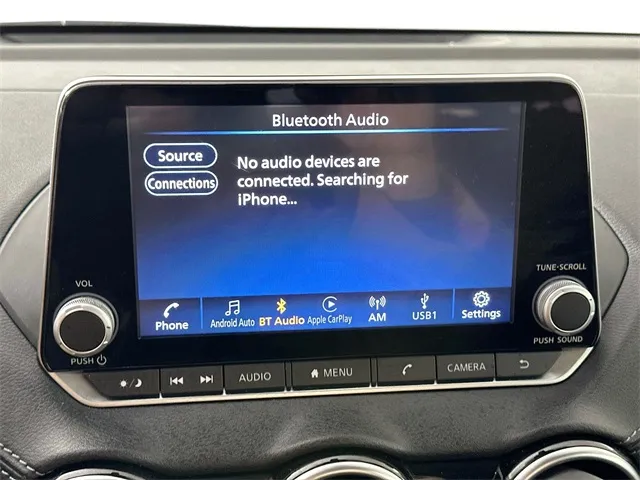 Bluetooth Audio
Source
Connections
No audio devices are
connected. Searching for
iPhone...
VOL
PUSH
TUNE·SCROLL
PUSH SOUND
Phone
Android Auto
BT Audio
Apple CarPlay
AM
USB1
Settings
AUDIO
MENU
CAMERA